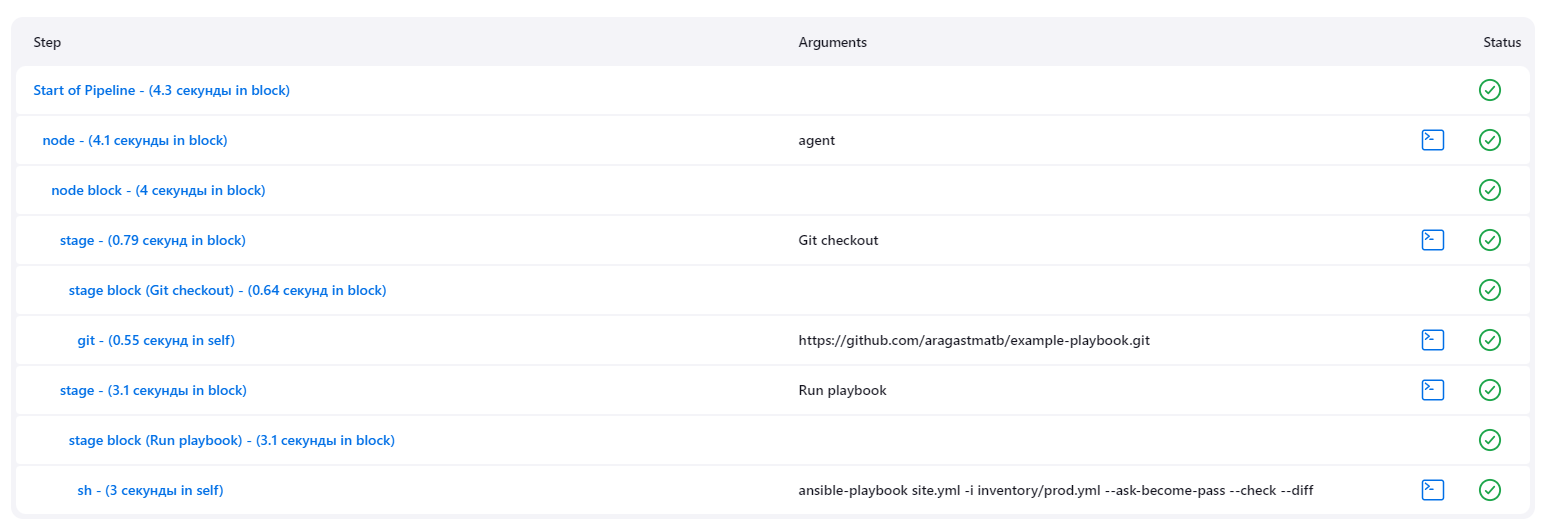 Step Arguments Status
Start of Pipeline - (4.3 секунды in block)
node - (4.1 секунды in block) agent
node block - (4 секунды in block)
stage - (0.79 секунд in block) Git checkout
stage block (Git checkout) - (0.64 секунд in block)
git - (0.55 секунд in self) https://github.com/aragastmatb/example-playbook.git
stage - (3.1 секунды in block) Run playbook
stage block (Run playbook) - (3.1 секунды in block)
sh - (3 секунды in self) ansible-playbook site.yml -i inventory/prod.yml --ask-become-pass --check --diff